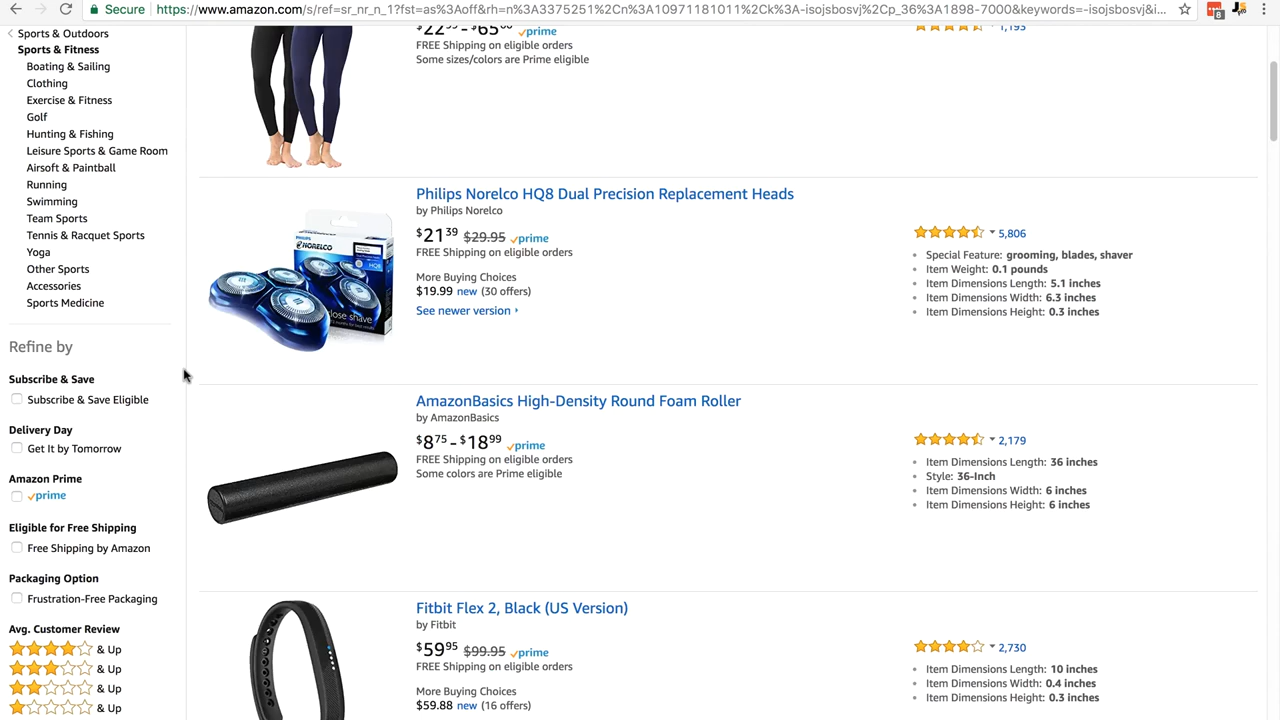 Secure https://www.amazon.com/s/ref=sr_nr_n_1?fst=as%3Aoff&rh=n%3A3375251%2Cn%3A10971181011%2Ck%3A-isojsbosvj%2Cp_36%3A1898-7000&keywords=-isojsbosvj&i...
8
Sports & Outdoors
Sports & Fitness
Boating & Sailing
Clothing
Exercise & Fitness
Golf
Hunting & Fishing
Leisure Sports & Game Room
Airsoft & Paintball
Running
Swimming
Team Sports
Tennis & Racquet Sports
Yoga
Other Sports
Accessories
Sports Medicine
Refine by
Subscribe & Save
Subscribe & Save Eligible
Delivery Day
Get It by Tomorrow
Amazon Prime
prime
Eligible for Free Shipping
Free Shipping by Amazon
Packaging Option
Frustration-Free Packaging
Avg. Customer Review
& Up
& Up
& Up
& Up
$22 - $65 prime
FREE Shipping on eligible orders
Some sizes/colors are Prime eligible
1,193
Philips Norelco HQ8 Dual Precision Replacement Heads
by Philips Norelco
$21 39 $29.95 prime
FREE Shipping on eligible orders
More Buying Choices
$19.99 new (30 offers)
See newer version
5,806
Special Feature: grooming, blades, shaver
Item Weight: 0.1 pounds
Item Dimensions Length: 5.1 inches
Item Dimensions Width: 6.3 inches
Item Dimensions Height: 0.3 inches
PHILIPS
NORELCO
HQ8
close shave
AmazonBasics High-Density Round Foam Roller
by AmazonBasics
$8 75 - $18 99 prime
FREE Shipping on eligible orders
Some colors are Prime eligible
2,179
Item Dimensions Length: 36 inches
Style: 36-Inch
Item Dimensions Width: 6 inches
Item Dimensions Height: 6 inches
Fitbit Flex 2, Black (US Version)
by Fitbit
$59 95 $99.95 prime
FREE Shipping on eligible orders
More Buying Choices
$59.88 new (16 offers)
2,730
Item Dimensions Length: 10 inches
Item Dimensions Width: 0.4 inches
Item Dimensions Height: 0.3 inches